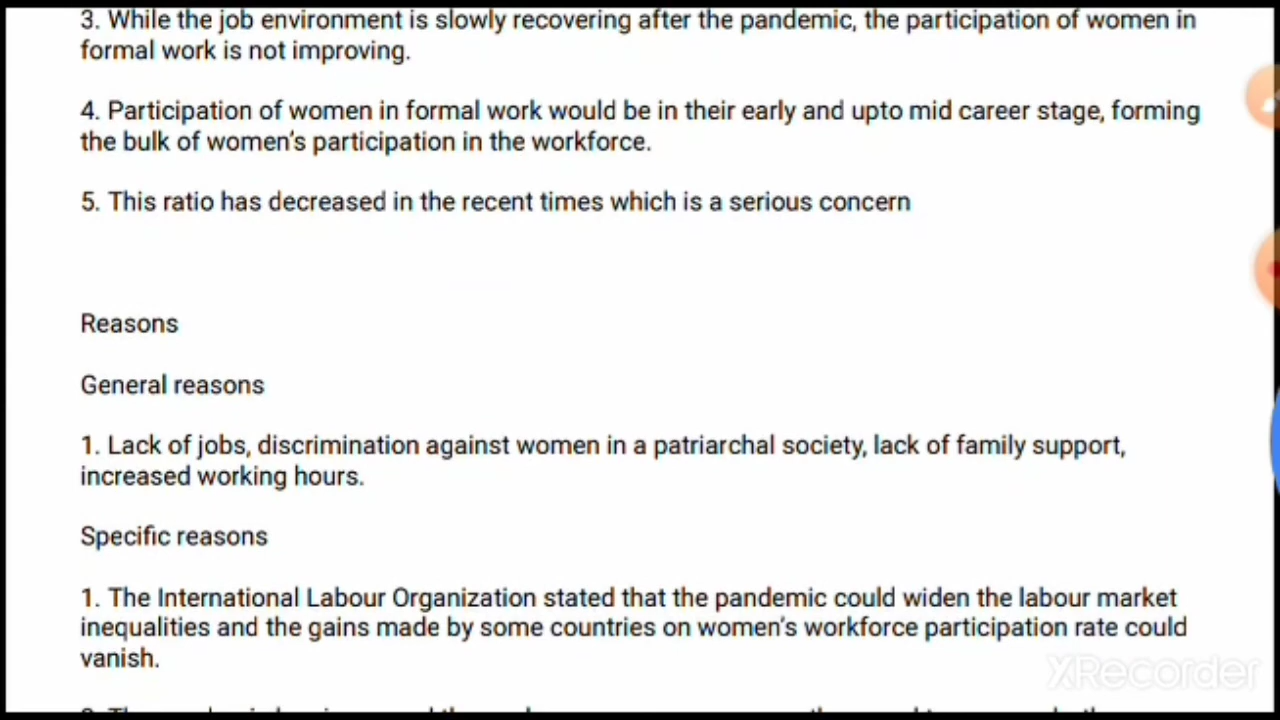 3. While the job environment is slowly recovering after the pandemic, the participation of women in
formal work is not improving.
4. Participation of women in formal work would be in their early and upto mid career stage, forming
the bulk of women's participation in the workforce.
5. This ratio has decreased in the recent times which is a serious concern
Reasons
General reasons
1. Lack of jobs, discrimination against women in a patriarchal society, lack of family support,
increased working hours.
Specific reasons
1. The International Labour Organization stated that the pandemic could widen the labour market
inequalities and the gains made by some countries on women's workforce participation rate could
vanish.
XRecorder